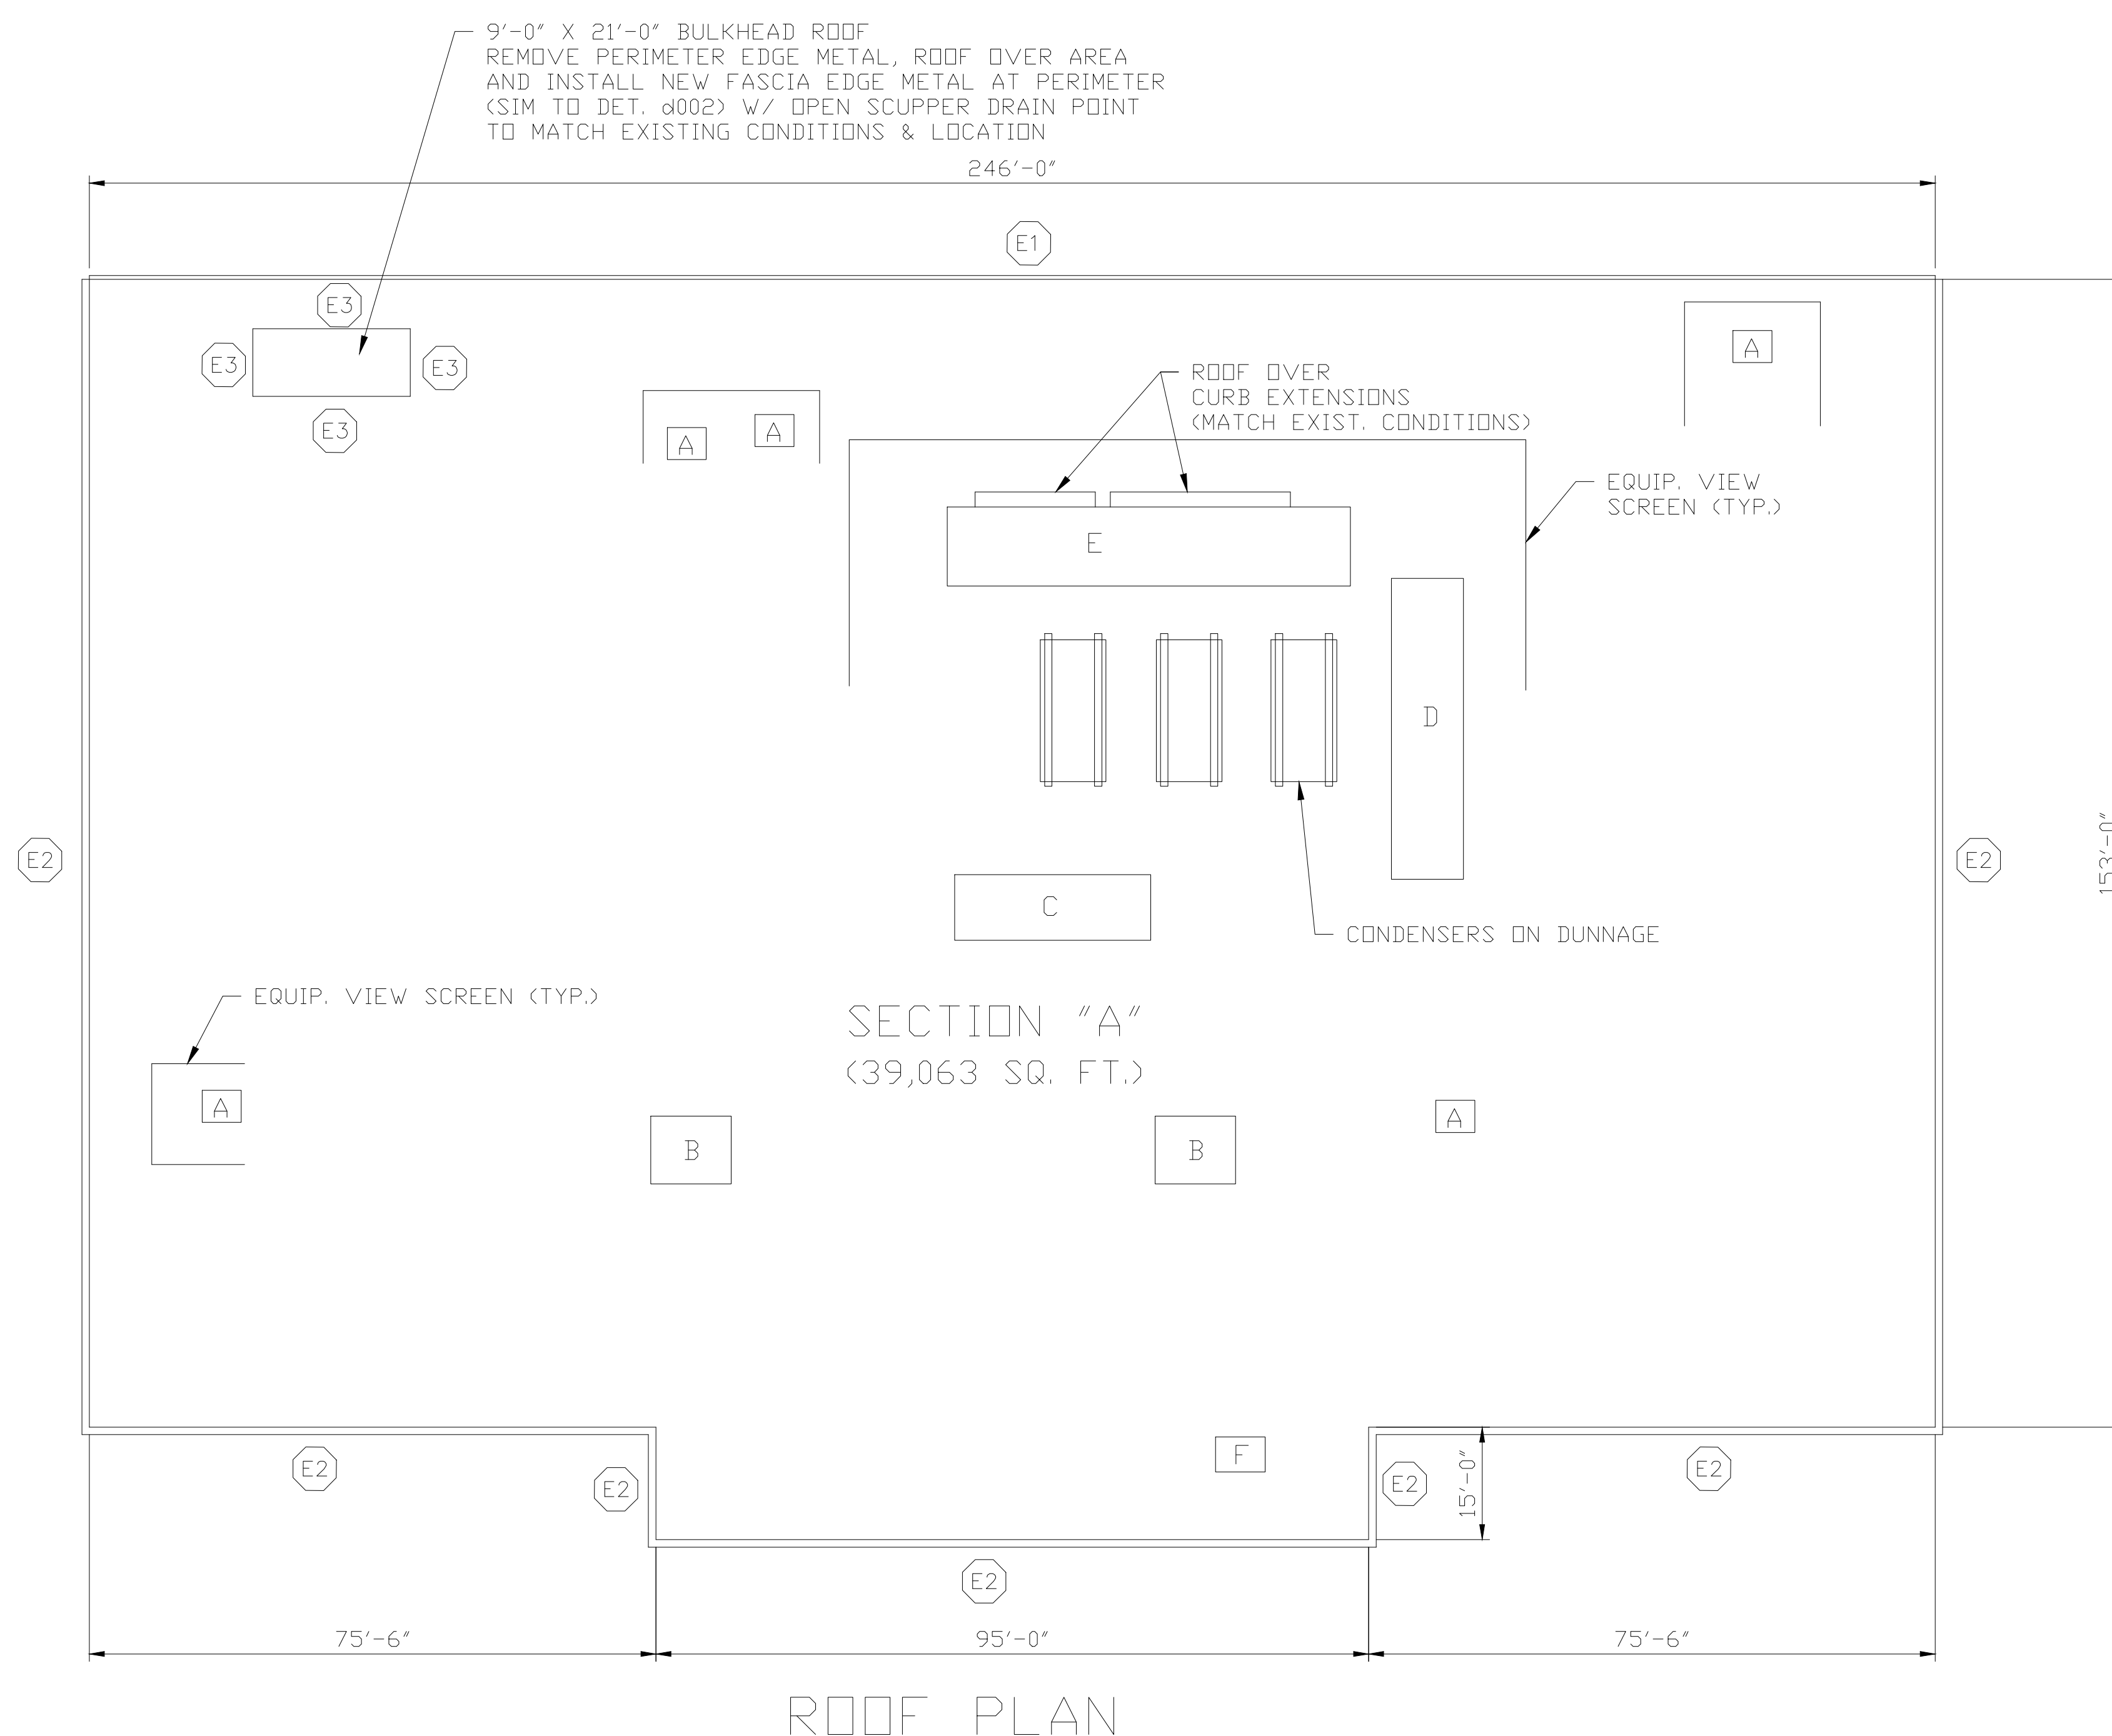 9'-0" X 21'-0" BULKHEAD ROOF
REMOVE PERIMETER EDGE METAL, ROOF OVER AREA
AND INSTALL NEW FASCIA EDGE METAL AT PERIMETER
(SIM TO DET. d002) W/ OPEN SCUPPER DRAIN POINT
TO MATCH EXISTING CONDITIONS & LOCATION
246'-0"
E1
E3
E3
E3
E3
A
A
A
ROOF OVER
CURB EXTENSIONS
(MATCH EXIST. CONDITIONS)
EQUIP. VIEW
SCREEN (TYP.)
E
D
E2
E2
153'-0"
C
CONDENSERS ON DUNNAGE
EQUIP. VIEW SCREEN (TYP.)
SECTION "A"
(39,063 SQ. FT.)
A
A
B
B
F
E2
E2
E2
15'-0"
E2
E2
75'-6"
95'-0"
75'-6"
ROOF PLAN